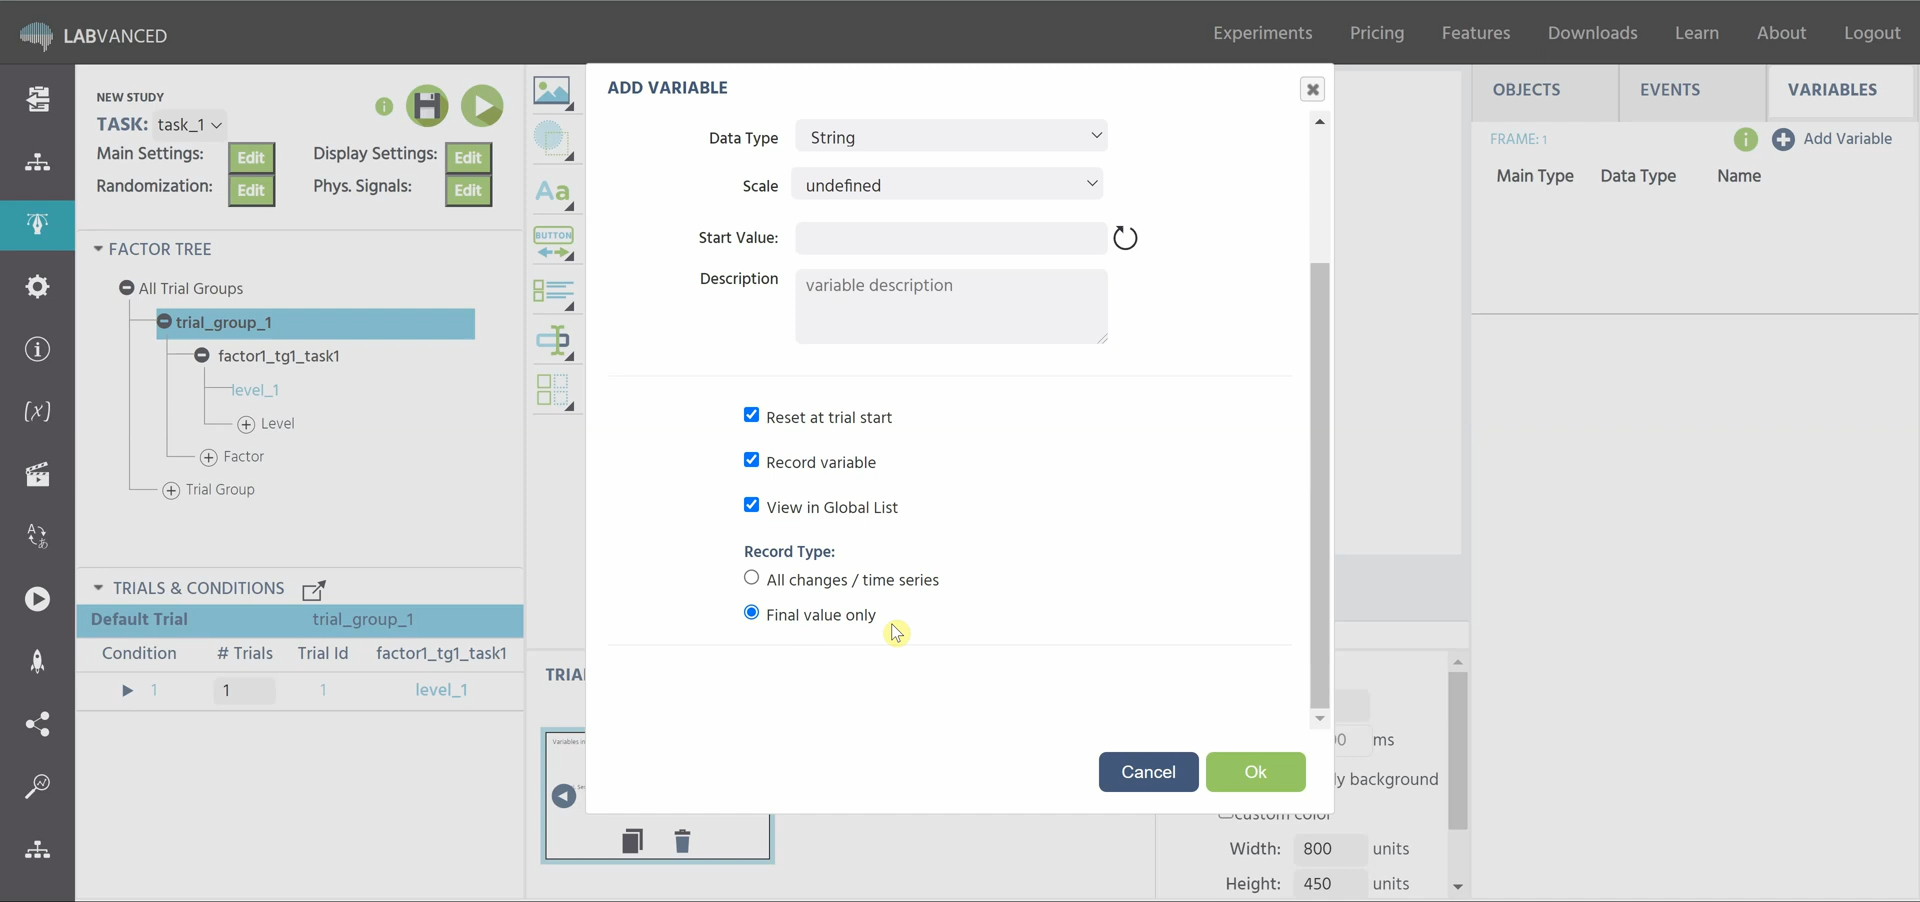 LABVANCED
Experiments Pricing Features Downloads Learn About Logout
NEW STUDY
TASK: task_1
Main Settings: Edit Display Settings: Edit
Randomization: Edit Phys. Signals: Edit
FACTOR TREE
All Trial Groups
trial_group_1
factor1_tg1_task1
level_1
Level
Factor
Trial Group
TRIALS & CONDITIONS
Default Trial trial_group_1
Condition # Trials Trial Id factor1_tg1_task1
1 1 1 level_1
Aa
BUTTON
ADD VARIABLE
Data Type String
Scale undefined
Start Value:
Description variable description
Reset at trial start
Record variable
View in Global List
Record Type:
All changes / time series
Final value only
Cancel Ok
OBJECTS EVENTS VARIABLES
FRAME: 1 Add Variable
Main Type Data Type Name
TRIA
Variables in
ms
y background
custom color
Width: 800 units
Height: 450 units